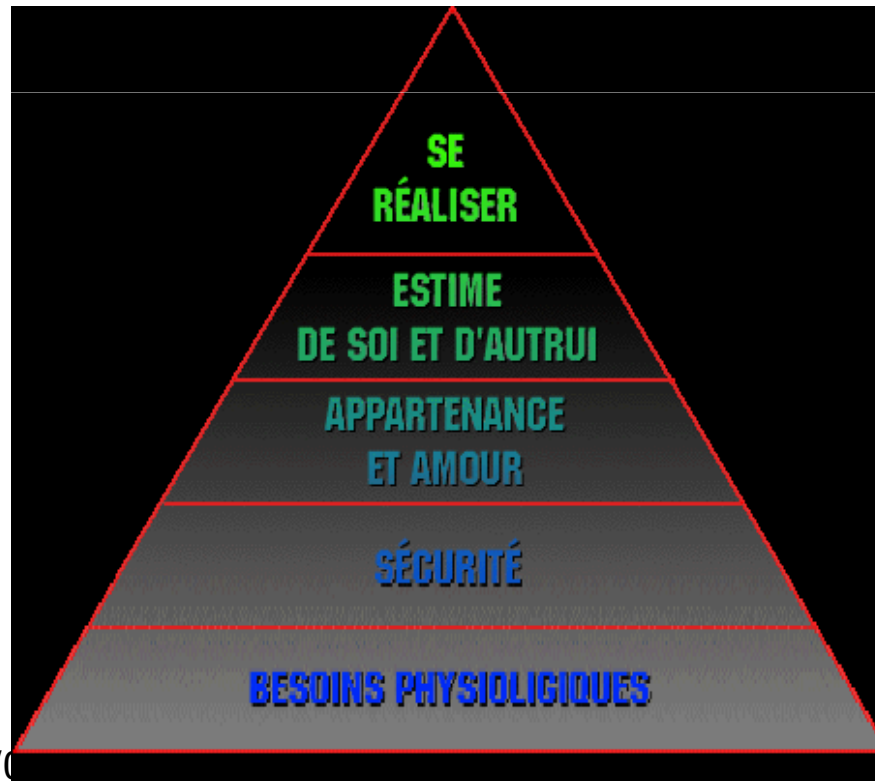 SE
RÉALISER
ESTIME
DE SOI ET D'AUTRUI
APPARTENANCE
ET AMOUR
SÉCURITÉ
BESOINS PHYSIOLIGIQUES